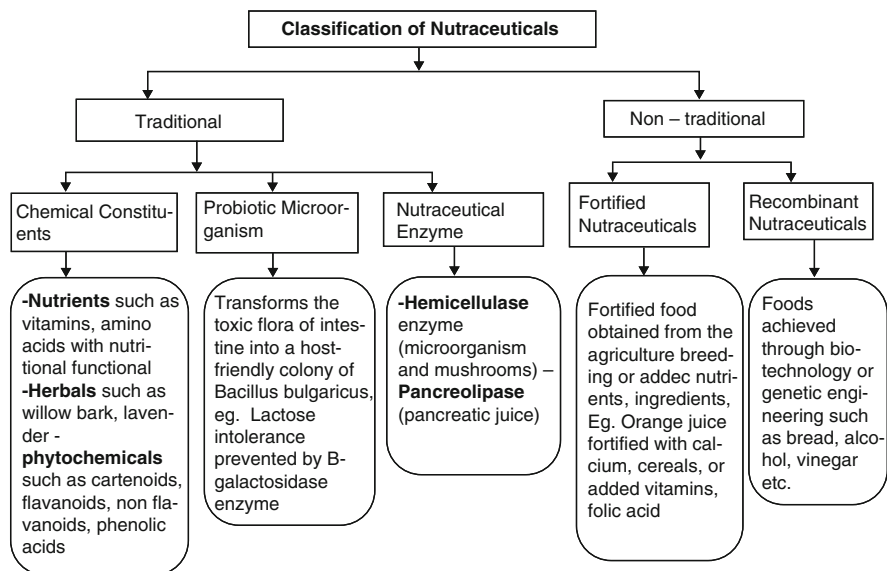 Classification of Nutraceuticals
Traditional
Non – traditional
Chemical Constitu-
ents
Probiotic Microor-
ganism
Nutraceutical
Enzyme
Fortified
Nutraceuticals
Recombinant
Nutraceuticals
-Nutrients such as
vitamins, amino
acids with nutri-
tional functional
-Herbals such as
willow bark, laven-
der -
phytochemicals
such as cartenoids,
flavanoids, non fla-
vanoids, phenolic
acids
Transforms the
toxic flora of intes-
tine into a host-
friendly colony of
Bacillus bulgaricus,
eg. Lactose
intolerance
prevented by B-
galactosidase
enzyme
-Hemicellulase
enzyme
(microorganism
and mushrooms) –
Pancreolipase
(pancreatic juice)
Fortified food
obtained from the
agriculture breed-
ing or addec nutri-
ents, ingredients,
Eg. Orange juice
fortified with cal-
cium, cereals, or
added vitamins,
folic acid
Foods
achieved
through bio-
technology or
genetic engi-
neering such
as bread, alco-
hol, vinegar
etc.